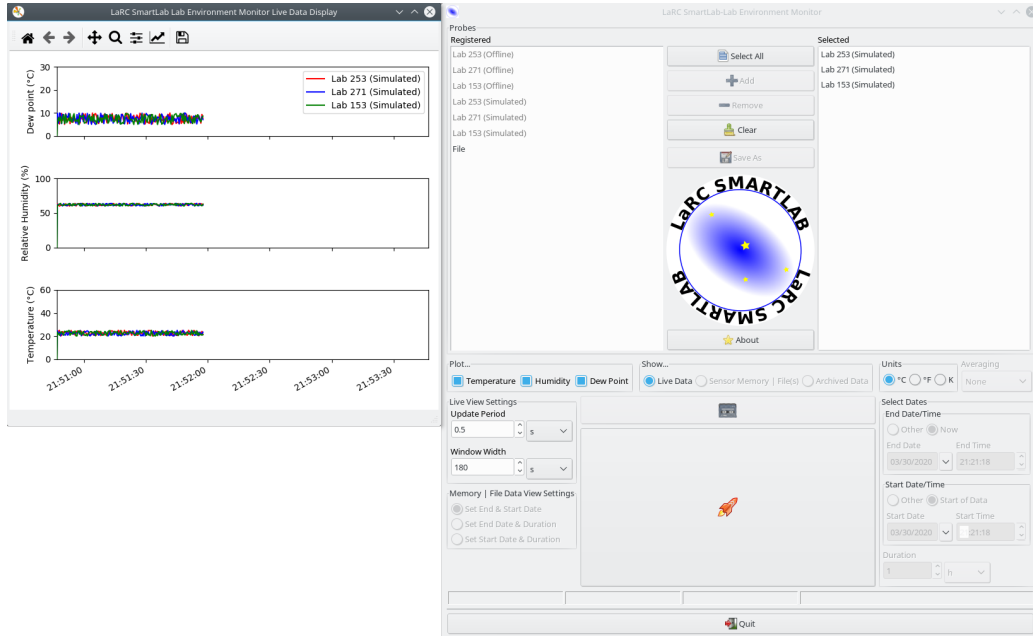 LaRC SmartLab Lab Environment Monitor Live Data Display
30
20
10
0
Dew point (°C)
Lab 253 (Simulated)
Lab 271 (Simulated)
Lab 153 (Simulated)
100
50
0
Relative Humidity (%)
60
40
20
0
Temperature (°C)
21:51:00
21:51:30
21:52:00
21:52:30
21:53:00
21:53:30
LaRC SmartLab-Lab Environment Monitor
Probes
Registered
Lab 253 (Offline)
Lab 271 (Offline)
Lab 153 (Offline)
Lab 253 (Simulated)
Lab 271 (Simulated)
Lab 153 (Simulated)
File
Select All
Add
Remove
Clear
Save As
LaRC SMARTLAB
LaRC SMARTLAB
About
Selected
Lab 253 (Simulated)
Lab 271 (Simulated)
Lab 153 (Simulated)
Plot...
Temperature Humidity Dew Point
Show...
Live Data Sensor Memory | File(s) Archived Data
Units
°C °F K
Averaging
None
Live View Settings
Update Period
0.5 s
Window Width
180 s
Memory | File Data View Settings
Set End & Start Date
Set End Date & Duration
Set Start Date & Duration
Select Dates
End Date/Time
Other Now
End Date End Time
03/30/2020 21:21:18
Start Date/Time
Other Start of Data
Start Date Start Time
03/30/2020 21:18
Duration
1 h
Quit